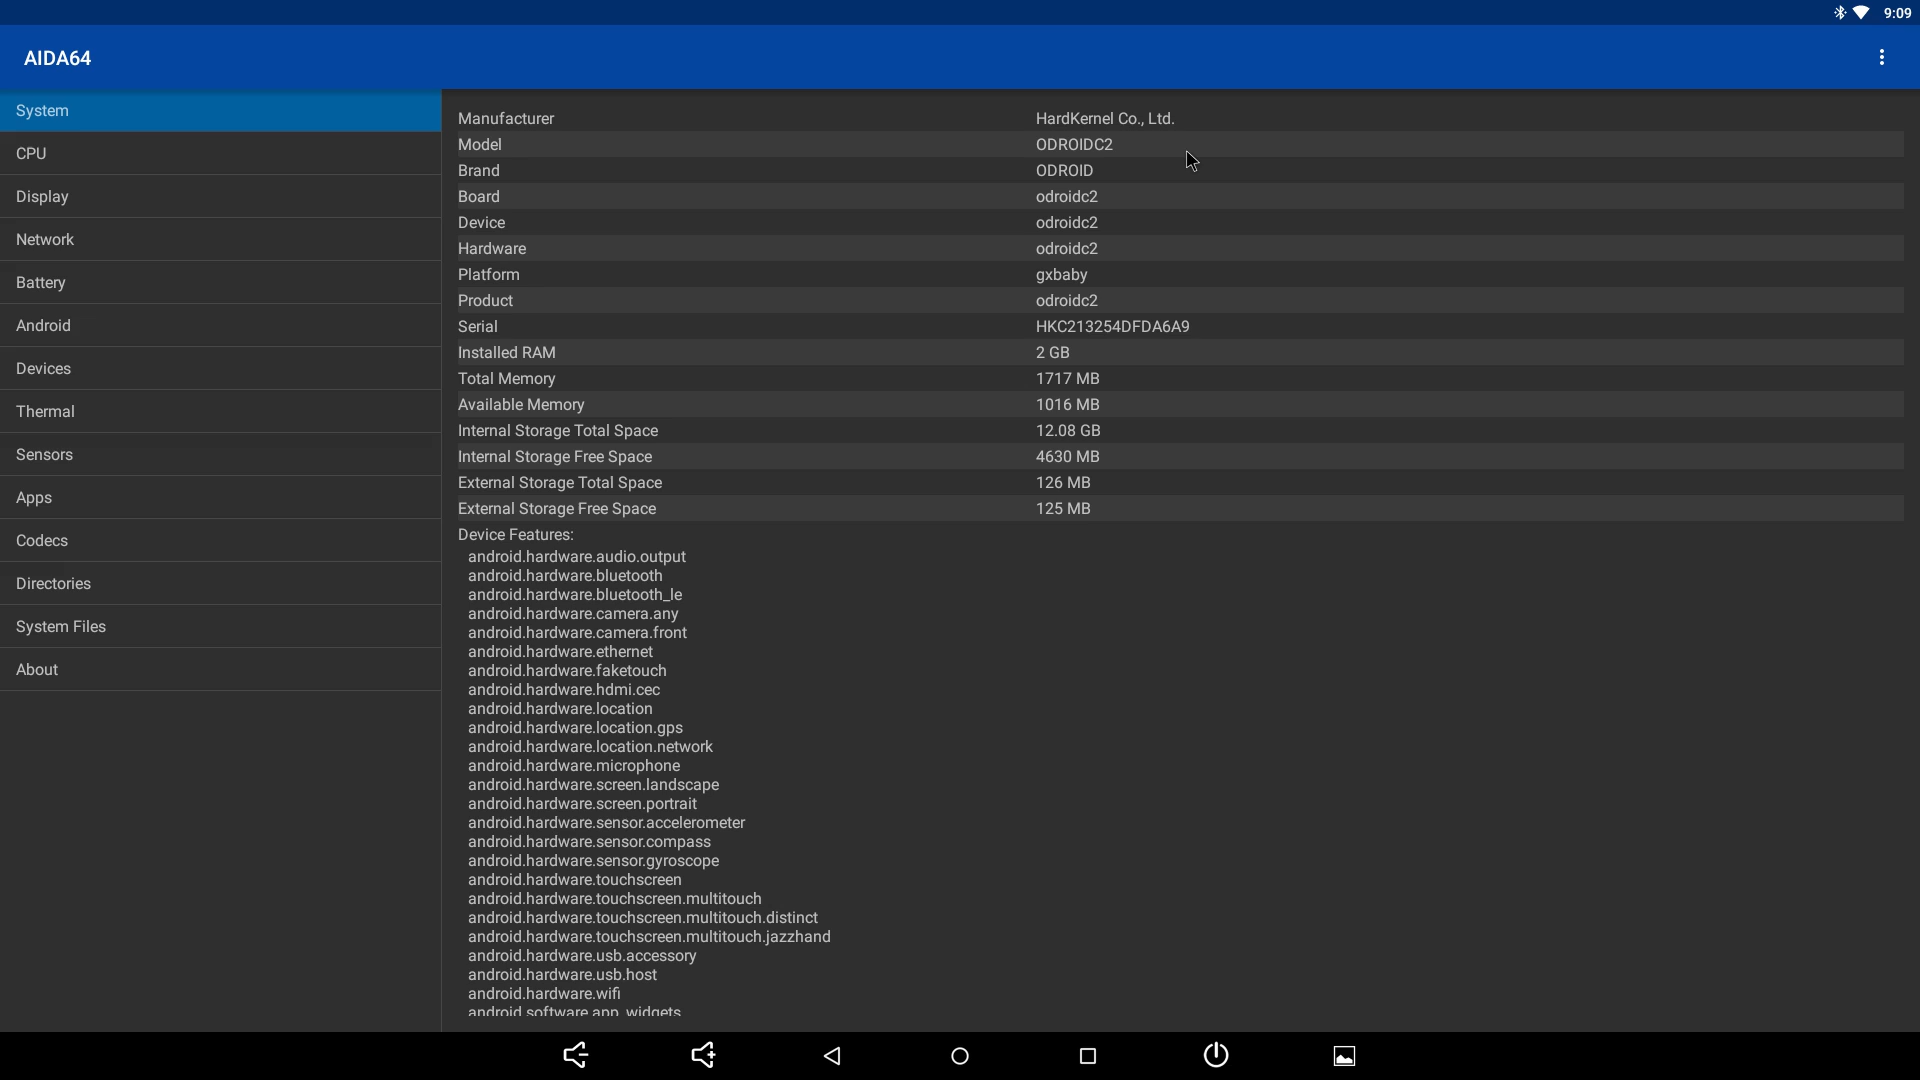 9:09
AIDA64
System
CPU
Display
Network
Battery
Android
Devices
Thermal
Sensors
Apps
Codecs
Directories
System Files
About
Manufacturer HardKernel Co., Ltd.
Model ODROIDC2
Brand ODROID
Board odroidc2
Device odroidc2
Hardware odroidc2
Platform gxbaby
Product odroidc2
Serial HKC213254DFDA6A9
Installed RAM 2 GB
Total Memory 1717 MB
Available Memory 1016 MB
Internal Storage Total Space 12.08 GB
Internal Storage Free Space 4630 MB
External Storage Total Space 126 MB
External Storage Free Space 125 MB
Device Features:
android.hardware.audio.output
android.hardware.bluetooth
android.hardware.bluetooth_le
android.hardware.camera.any
android.hardware.camera.front
android.hardware.ethernet
android.hardware.faketouch
android.hardware.hdmi.cec
android.hardware.location
android.hardware.location.gps
android.hardware.location.network
android.hardware.microphone
android.hardware.screen.landscape
android.hardware.screen.portrait
android.hardware.sensor.accelerometer
android.hardware.sensor.compass
android.hardware.sensor.gyroscope
android.hardware.touchscreen
android.hardware.touchscreen.multitouch
android.hardware.touchscreen.multitouch.distinct
android.hardware.touchscreen.multitouch.jazzhand
android.hardware.usb.accessory
android.hardware.usb.host
android.hardware.wifi
android.software.app_widgets